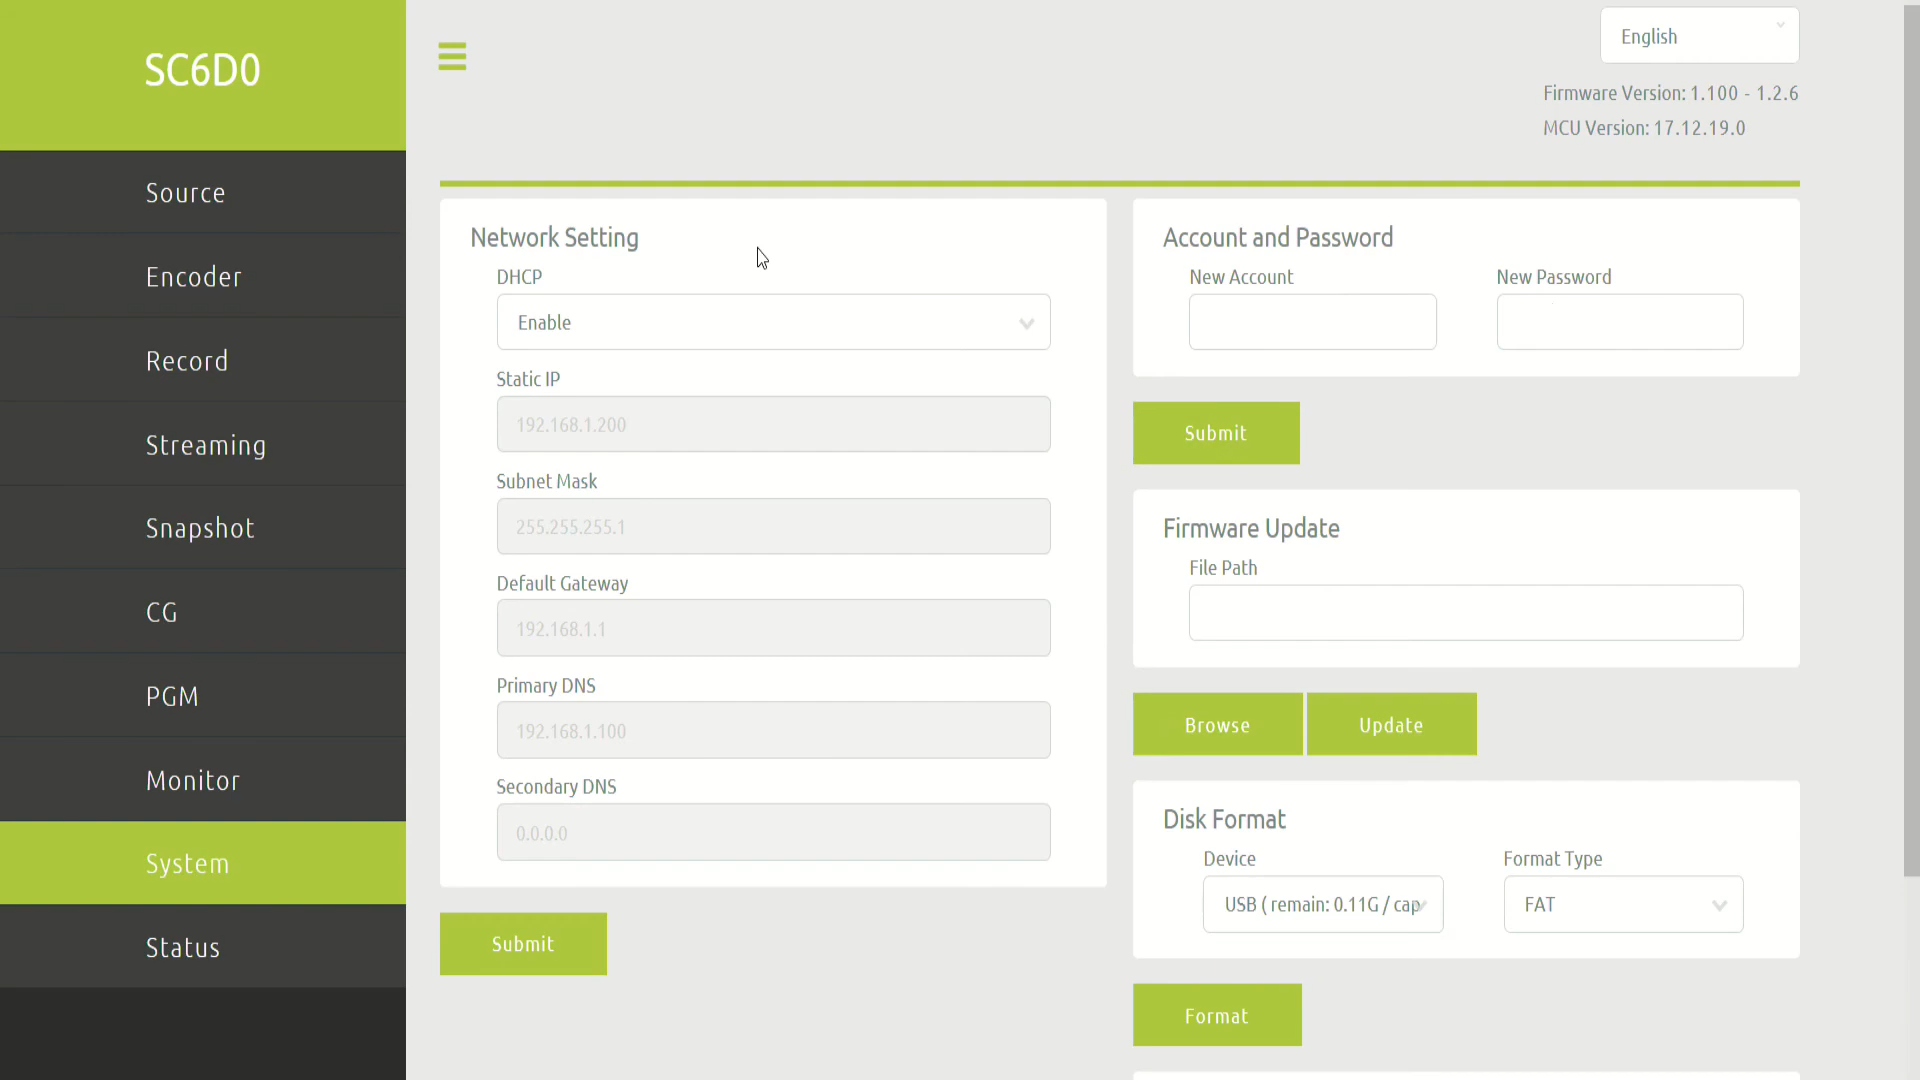 SC6D0
Source
Encoder
Record
Streaming
Snapshot
CG
PGM
Monitor
System
Status
English
Firmware Version: 1.100 - 1.2.6
MCU Version: 17.12.19.0
Network Setting
DHCP
Enable
Static IP
192.168.1.200
Subnet Mask
255.255.255.1
Default Gateway
192.168.1.1
Primary DNS
192.168.1.100
Secondary DNS
0.0.0.0
Submit
Account and Password
New Account
New Password
Submit
Firmware Update
File Path
Browse
Update
Disk Format
Device
Format Type
USB ( remain: 0.11G / cap
FAT
Format